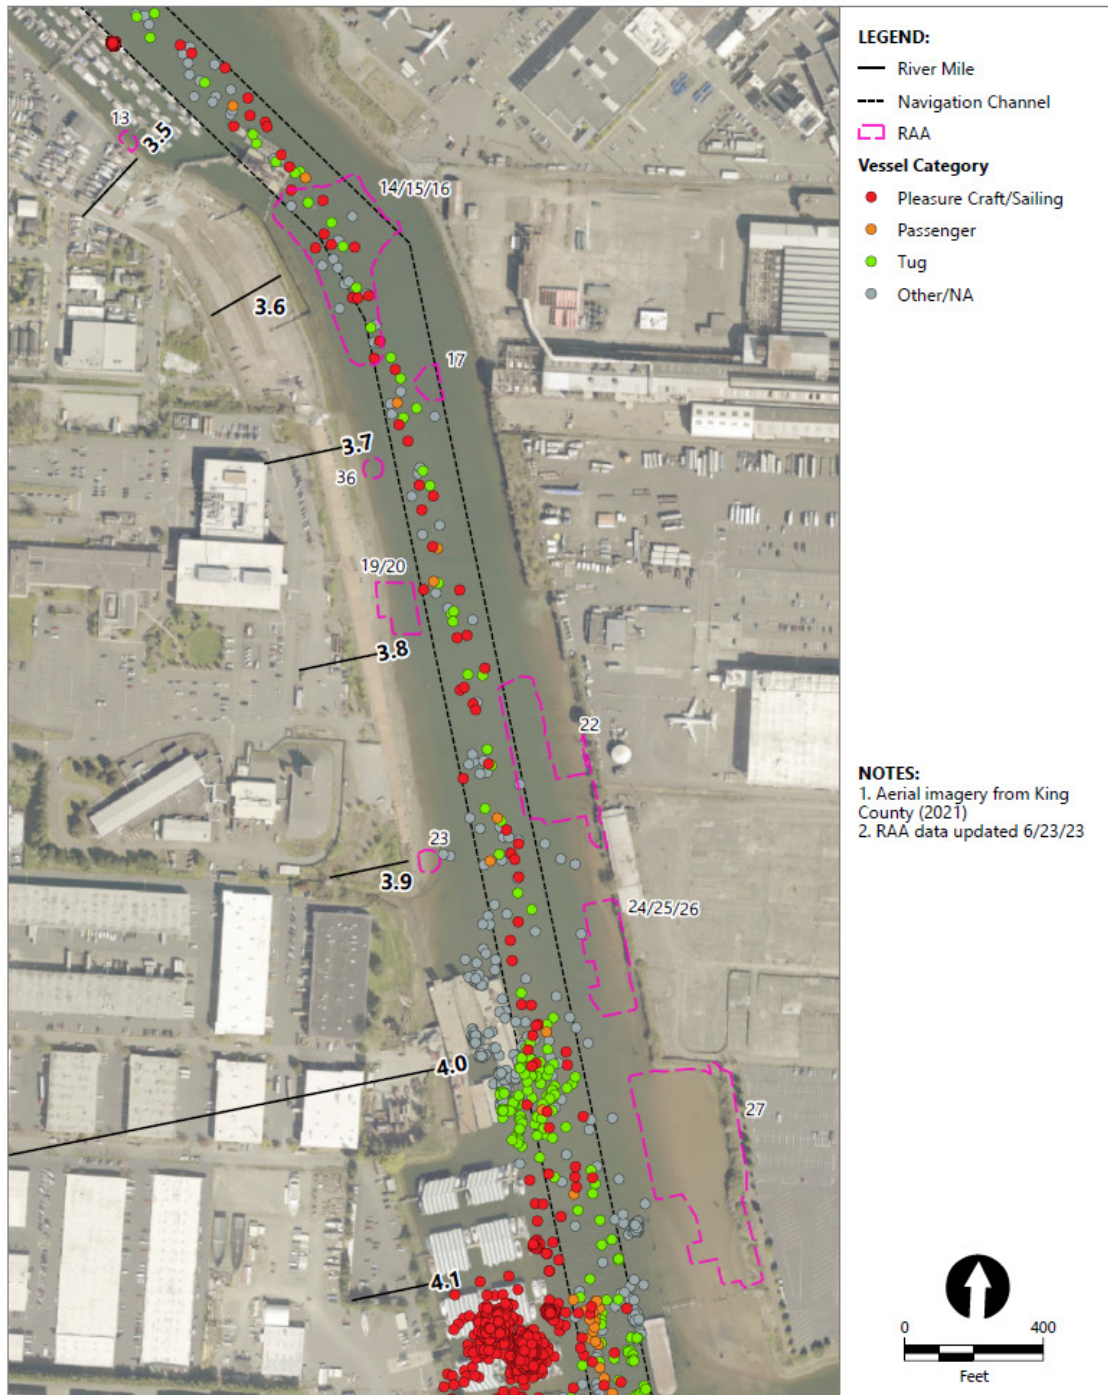 LEGEND:
River Mile
Navigation Channel
RAA
Vessel Category
Pleasure Craft/Sailing
Passenger
Tug
Other/NA
13
3.5
14/15/16
3.6
17
3.7
36
19/20
3.8
22
23
3.9
24/25/26
4.0
27
4.1
NOTES:
1. Aerial imagery from King
County (2021)
2. RAA data updated 6/23/23
0 400
Feet